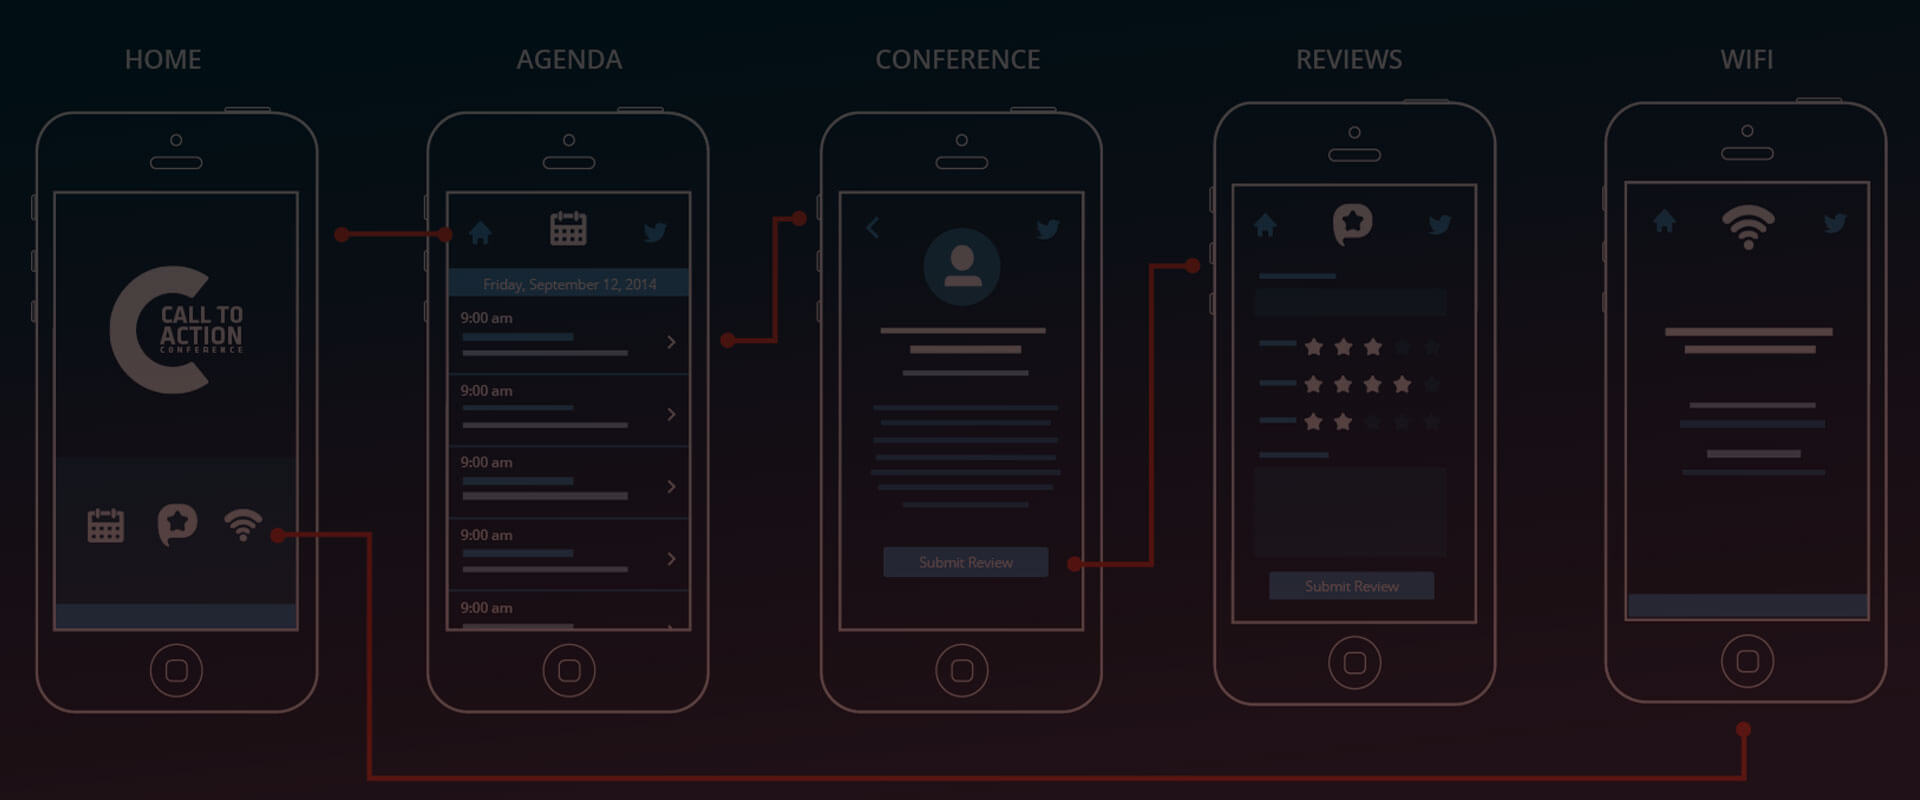 HOME
AGENDA
CONFERENCE
REVIEWS
WIFI
CALL TO
ACTION
CONFERENCE
Friday, September 12, 2014
9:00 am
9:00 am
9:00 am
9:00 am
9:00 am
Submit Review
Submit Review